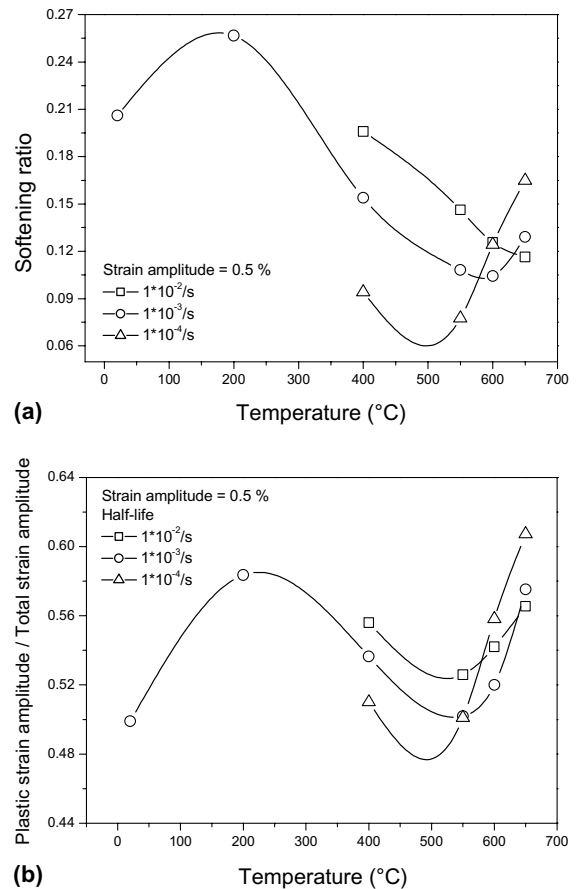 0.27
0.24
0.21
0.18
0.15
0.12
0.09
0.06
Softening ratio
Strain amplitude = 0.5 %
1*10⁻²/s
1*10⁻³/s
1*10⁻⁴/s
0 100 200 300 400 500 600 700
(a) Temperature (°C)
0.64
0.60
0.56
0.52
0.48
0.44
Plastic strain amplitude / Total strain amplitude
Strain amplitude = 0.5 %
Half-life
1*10⁻²/s
1*10⁻³/s
1*10⁻⁴/s
0 100 200 300 400 500 600 700
(b) Temperature (°C)